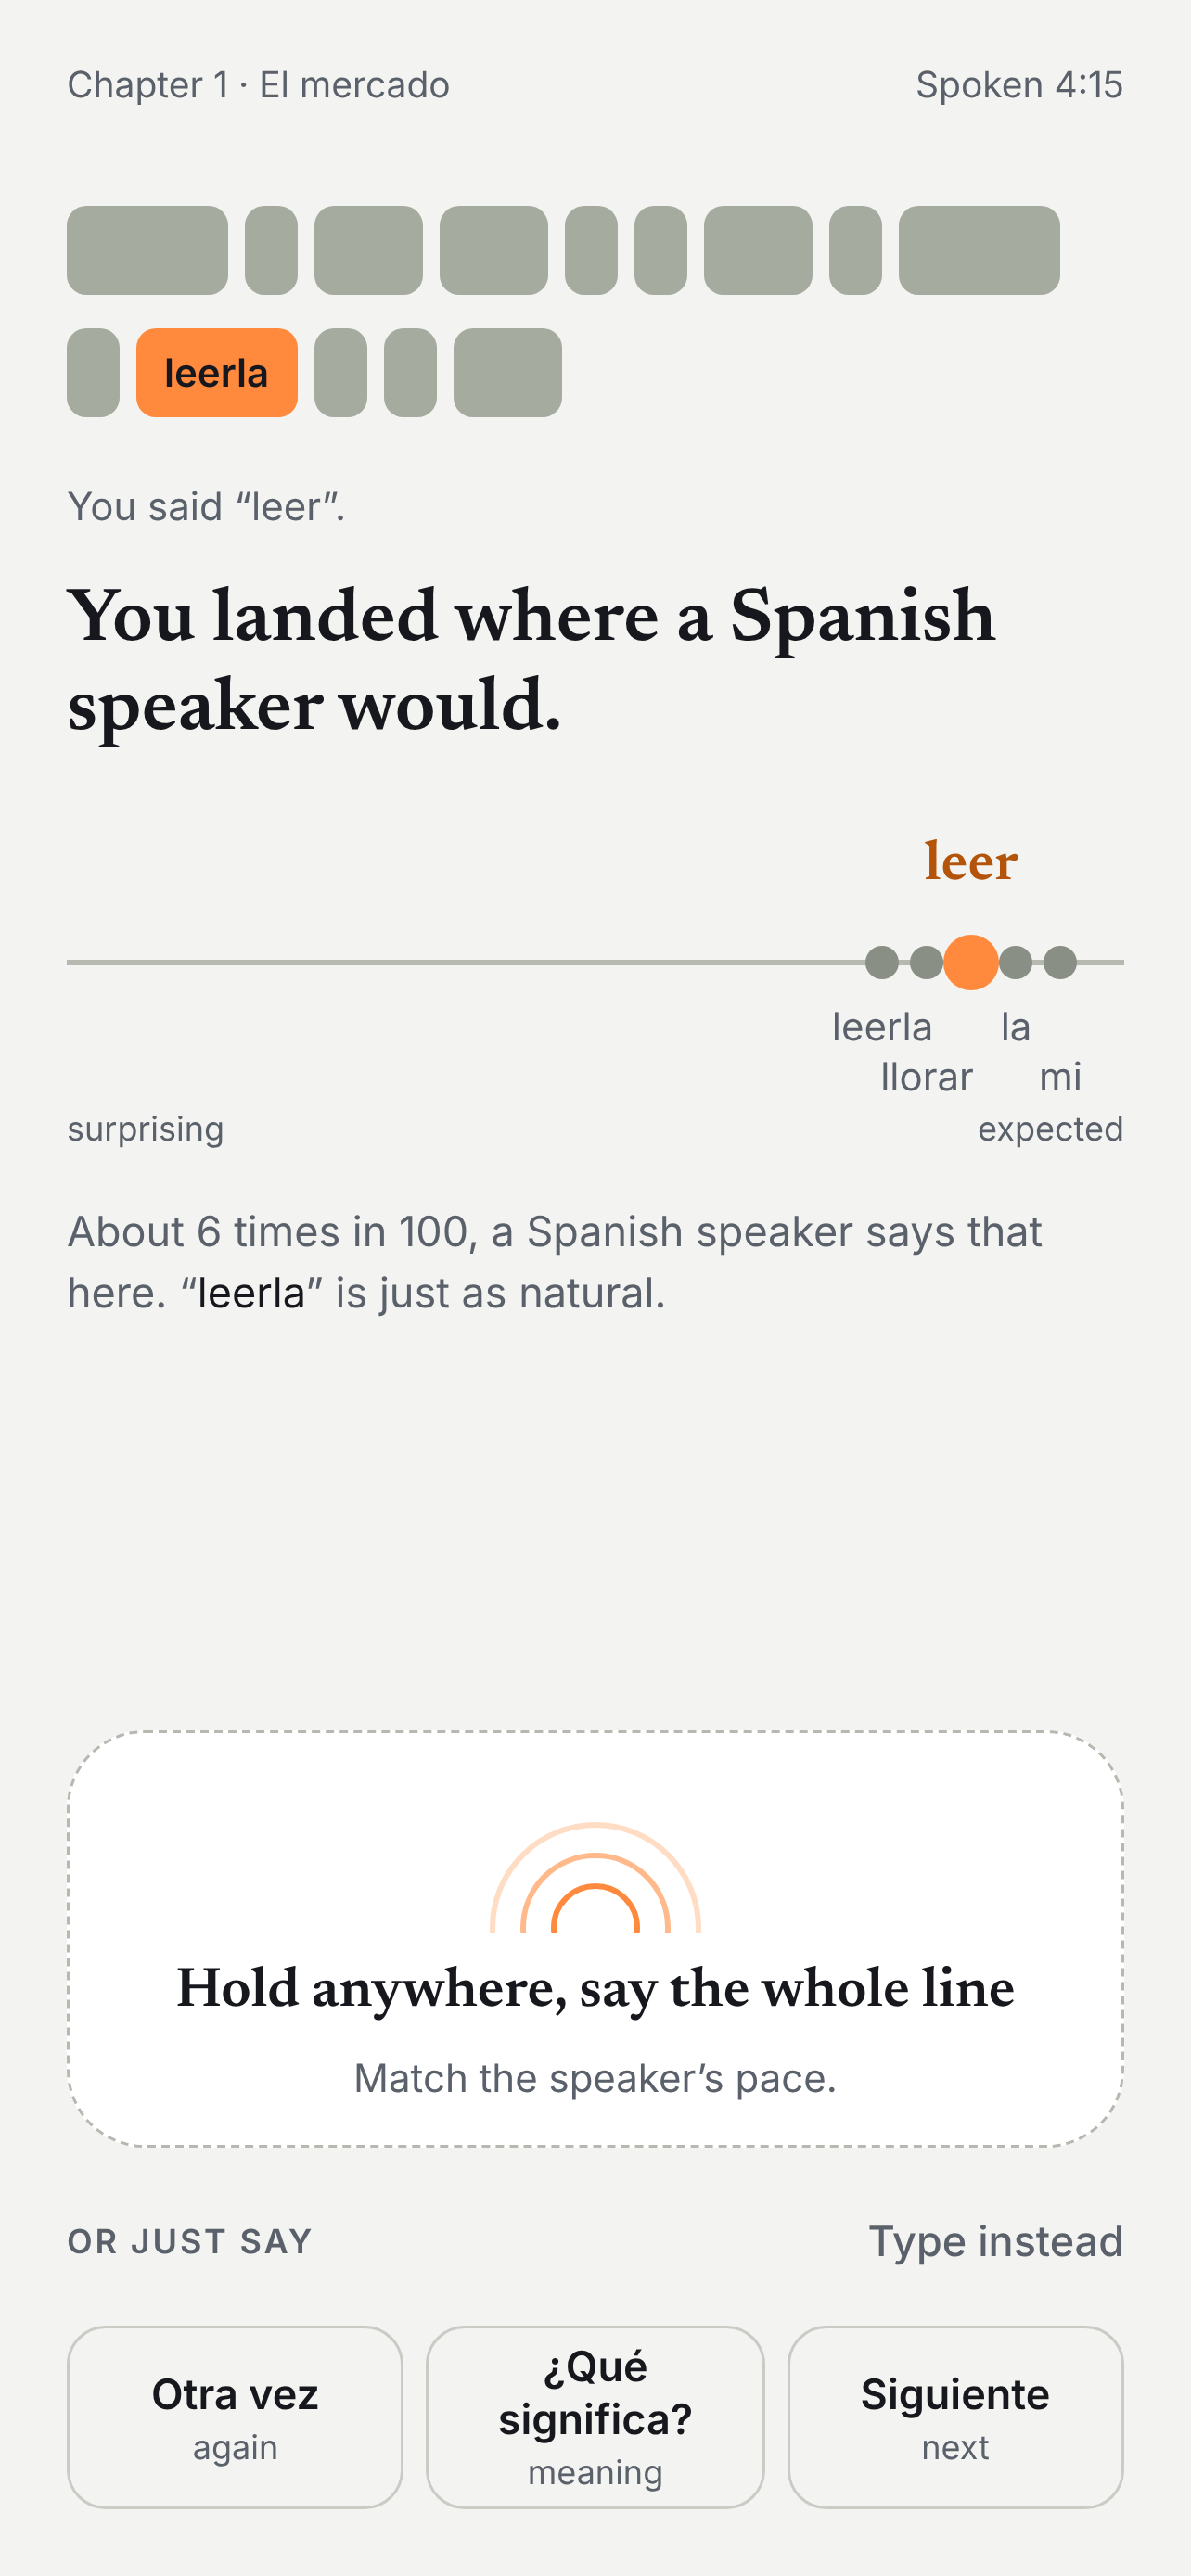 Chapter 1 · El mercado
Spoken 4:15
leerla
You said “leer”.
You landed where a Spanish
speaker would.
leer
leerla la
llorar mi
surprising expected
About 6 times in 100, a Spanish speaker says that
here. “leerla” is just as natural.
Hold anywhere, say the whole line
Match the speaker’s pace.
OR JUST SAY
Type instead
Otra vez
again
¿Qué
significa?
meaning
Siguiente
next